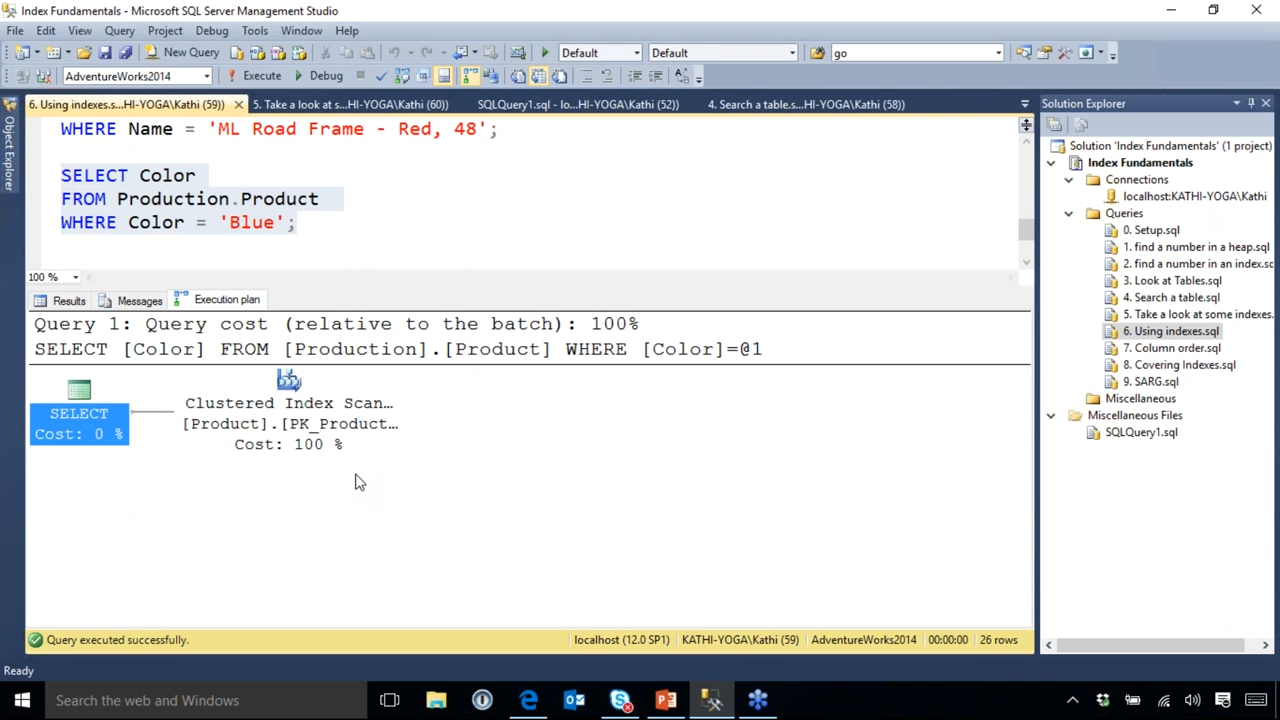 Index Fundamentals - Microsoft SQL Server Management Studio
File Edit View Query Project Debug Tools Window Help
New Query Default Default go
AdventureWorks2014 Execute Debug
6. Using indexes.s...HI-YOGA\Kathi (59)) 5. Take a look at s...HI-YOGA\Kathi (60)) SQLQuery1.sql - lo...HI-YOGA\Kathi (52)) 4. Search a table.s...HI-YOGA\Kathi (58))
Object Explorer
WHERE Name = 'ML Road Frame - Red, 48';
SELECT Color
FROM Production.Product
WHERE Color = 'Blue';
100 %
Results Messages Execution plan
Query 1: Query cost (relative to the batch): 100%
SELECT [Color] FROM [Production].[Product] WHERE [Color]=@1
SELECT
Cost: 0 %
Clustered Index Scan…
[Product].[PK_Product…
Cost: 100 %
Query executed successfully. localhost (12.0 SP1) KATHI-YOGA\Kathi (59) AdventureWorks2014 00:00:00 26 rows
Solution Explorer
Solution 'Index Fundamentals' (1 project)
Index Fundamentals
Connections
localhost:KATHI-YOGA\Kathi
Queries
0. Setup.sql
1. find a number in a heap.sql
2. find a number in an index.sc
3. Look at Tables.sql
4. Search a table.sql
5. Take a look at some indexes.
6. Using indexes.sql
7. Column order.sql
8. Covering Indexes.sql
9. SARG.sql
Miscellaneous
Miscellaneous Files
SQLQuery1.sql
Ready
Search the web and Windows